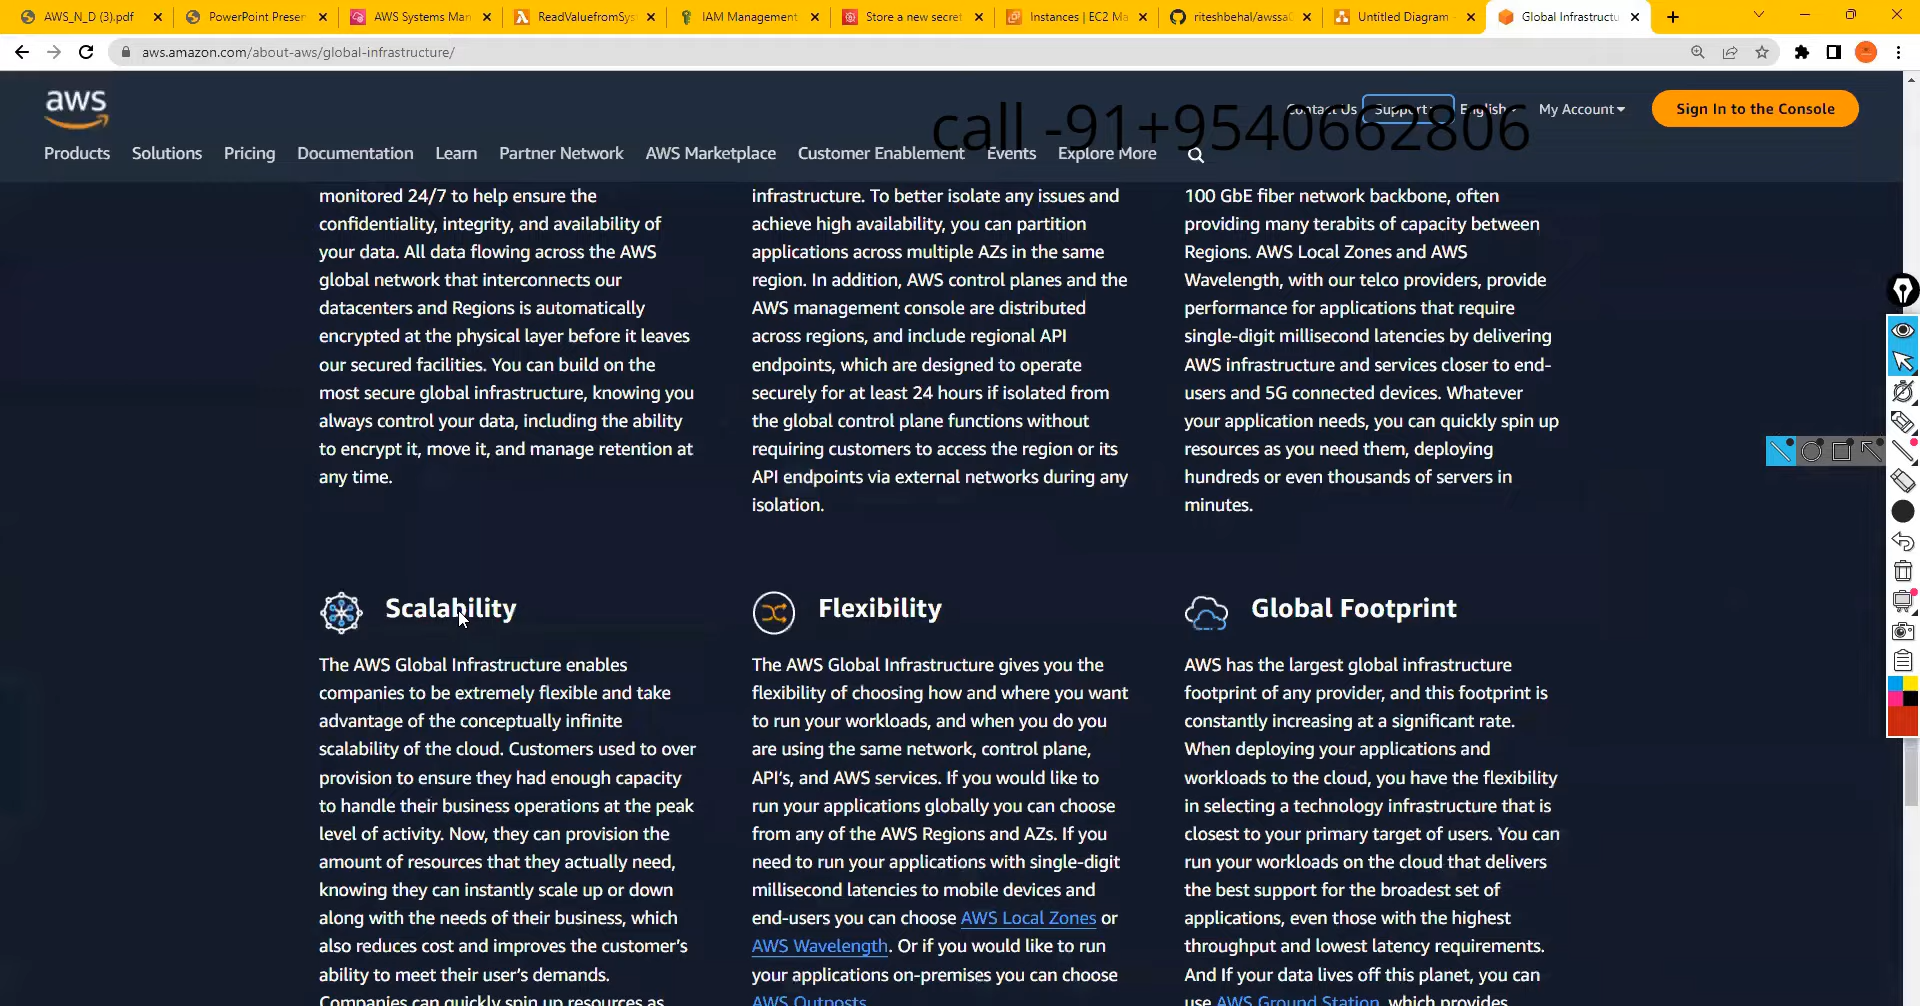 AWS_N_D (3).pdf
PowerPoint Presen
AWS Systems Man
ReadValuefromSys
IAM Management
Store a new secret
Instances | EC2 Ma
riteshbehal/awssa
Untitled Diagram
Global Infrastructu
aws.amazon.com/about-aws/global-infrastructure/
aws
Contact Us
Support
English
My Account
Sign In to the Console
call -91+9540662806
Products
Solutions
Pricing
Documentation
Learn
Partner Network
AWS Marketplace
Customer Enablement
Events
Explore More
monitored 24/7 to help ensure the
confidentiality, integrity, and availability of
your data. All data flowing across the AWS
global network that interconnects our
datacenters and Regions is automatically
encrypted at the physical layer before it leaves
our secured facilities. You can build on the
most secure global infrastructure, knowing you
always control your data, including the ability
to encrypt it, move it, and manage retention at
any time.
infrastructure. To better isolate any issues and
achieve high availability, you can partition
applications across multiple AZs in the same
region. In addition, AWS control planes and the
AWS management console are distributed
across regions, and include regional API
endpoints, which are designed to operate
securely for at least 24 hours if isolated from
the global control plane functions without
requiring customers to access the region or its
API endpoints via external networks during any
isolation.
100 GbE fiber network backbone, often
providing many terabits of capacity between
Regions. AWS Local Zones and AWS
Wavelength, with our telco providers, provide
performance for applications that require
single-digit millisecond latencies by delivering
AWS infrastructure and services closer to end-
users and 5G connected devices. Whatever
your application needs, you can quickly spin up
resources as you need them, deploying
hundreds or even thousands of servers in
minutes.
Scalability
The AWS Global Infrastructure enables
companies to be extremely flexible and take
advantage of the conceptually infinite
scalability of the cloud. Customers used to over
provision to ensure they had enough capacity
to handle their business operations at the peak
level of activity. Now, they can provision the
amount of resources that they actually need,
knowing they can instantly scale up or down
along with the needs of their business, which
also reduces cost and improves the customer's
ability to meet their user's demands.
Companies can quickly spin up resources as
Flexibility
The AWS Global Infrastructure gives you the
flexibility of choosing how and where you want
to run your workloads, and when you do you
are using the same network, control plane,
API's, and AWS services. If you would like to
run your applications globally you can choose
from any of the AWS Regions and AZs. If you
need to run your applications with single-digit
millisecond latencies to mobile devices and
end-users you can choose AWS Local Zones or
AWS Wavelength. Or if you would like to run
your applications on-premises you can choose
AWS Outposts.
Global Footprint
AWS has the largest global infrastructure
footprint of any provider, and this footprint is
constantly increasing at a significant rate.
When deploying your applications and
workloads to the cloud, you have the flexibility
in selecting a technology infrastructure that is
closest to your primary target of users. You can
run your workloads on the cloud that delivers
the best support for the broadest set of
applications, even those with the highest
throughput and lowest latency requirements.
And If your data lives off this planet, you can
use AWS Ground Station, which provides